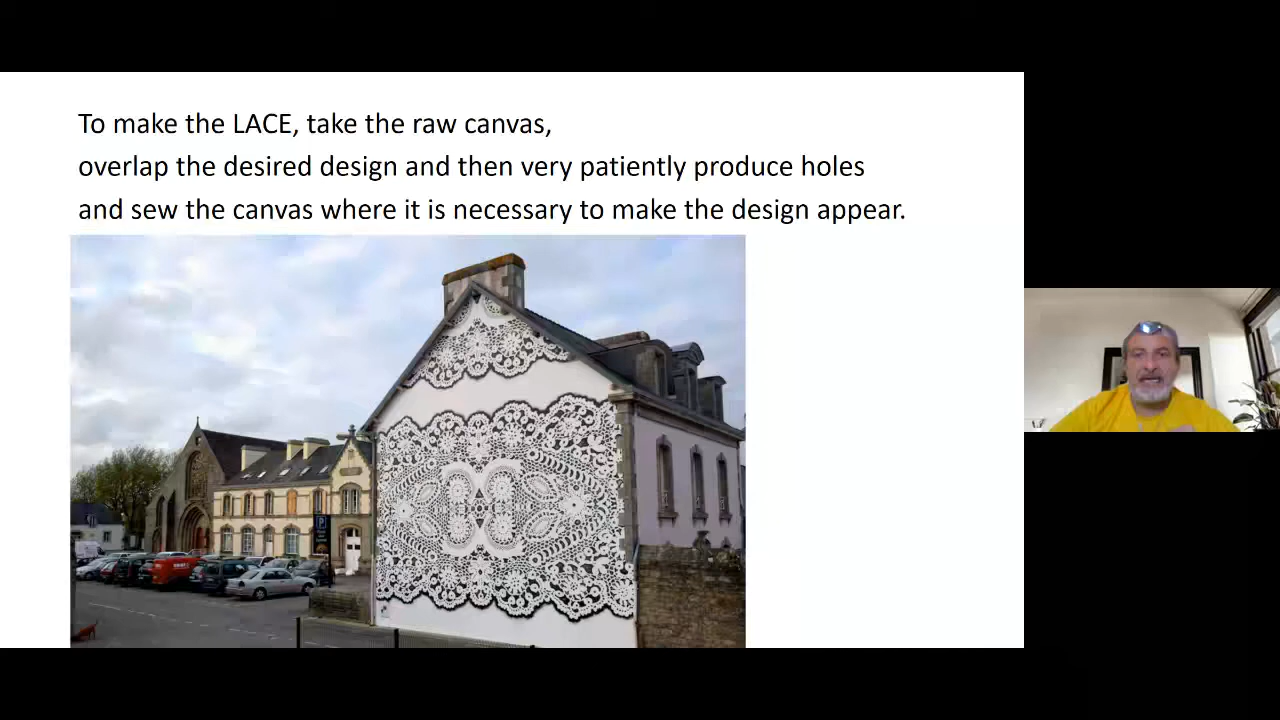 To make the LACE, take the raw canvas,
overlap the desired design and then very patiently produce holes
and sew the canvas where it is necessary to make the design appear.
P